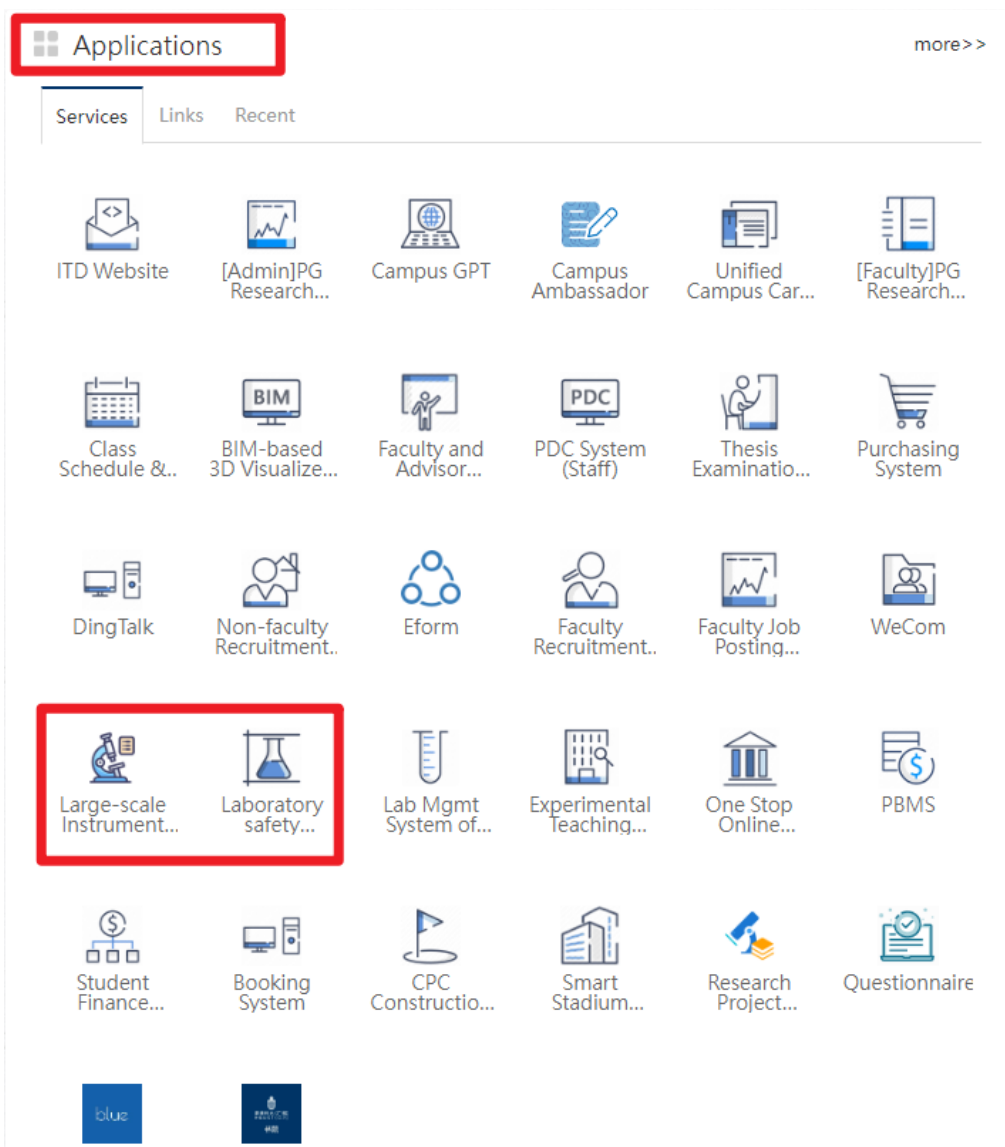 Applications
more>>
Services Links Recent
ITD Website
[Admin]PG
Research...
Campus GPT
Campus
Ambassador
Unified
Campus Car...
[Faculty]PG
Research...
Class
Schedule &..
BIM
BIM-based
3D Visualize...
Faculty and
Advisor...
PDC
PDC System
(Staff)
Thesis
Examinatio...
Purchasing
System
DingTalk
Non-faculty
Recruitment..
Eform
Faculty
Recruitment..
Faculty Job
Posting...
WeCom
Large-scale
Instrument...
Laboratory
safety...
Lab Mgmt
System of...
Experimental
Teaching...
One Stop
Online...
PBMS
Student
Finance...
Booking
System
CPC
Constructio...
Smart
Stadium...
Research
Project...
Questionnaire
blue